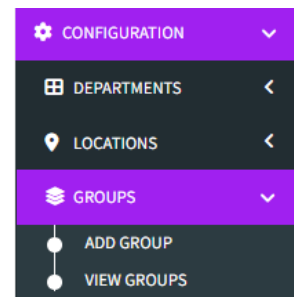 CONFIGURATION
DEPARTMENTS
LOCATIONS
GROUPS
ADD GROUP
VIEW GROUPS